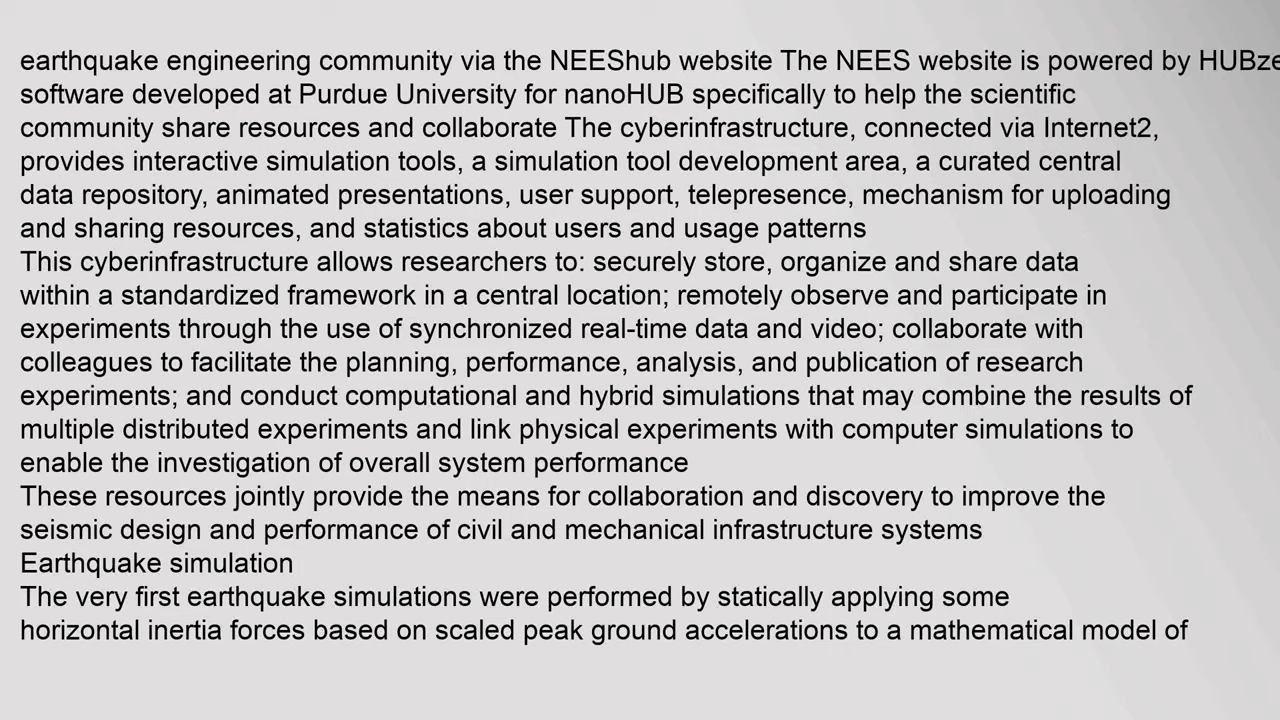 earthquake engineering community via the NEEShub website The NEES website is powered by HUBze
software developed at Purdue University for nanoHUB specifically to help the scientific
community share resources and collaborate The cyberinfrastructure, connected via Internet2,
provides interactive simulation tools, a simulation tool development area, a curated central
data repository, animated presentations, user support, telepresence, mechanism for uploading
and sharing resources, and statistics about users and usage patterns
This cyberinfrastructure allows researchers to: securely store, organize and share data
within a standardized framework in a central location; remotely observe and participate in
experiments through the use of synchronized real-time data and video; collaborate with
colleagues to facilitate the planning, performance, analysis, and publication of research
experiments; and conduct computational and hybrid simulations that may combine the results of
multiple distributed experiments and link physical experiments with computer simulations to
enable the investigation of overall system performance
These resources jointly provide the means for collaboration and discovery to improve the
seismic design and performance of civil and mechanical infrastructure systems
Earthquake simulation
The very first earthquake simulations were performed by statically applying some
horizontal inertia forces based on scaled peak ground accelerations to a mathematical model of